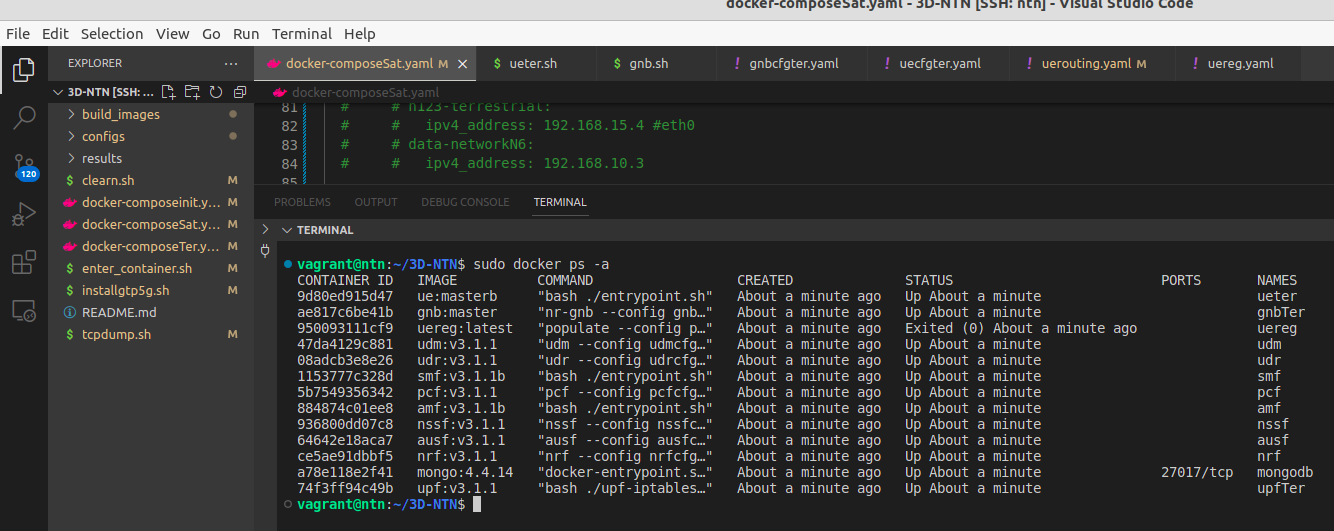 docker-composeSat.yaml - 3D-NTN [SSH: ntn] - Visual Studio Code
File Edit Selection View Go Run Terminal Help
EXPLORER ···
docker-composeSat.yaml M ×
$ ueter.sh
$ gnb.sh
! gnbcfgter.yaml
! uecfgter.yaml
! uerouting.yaml M
! uereg.yaml
3D-NTN [SSH: ...
docker-composeSat.yaml
> build_images
> configs
> results
$ clearn.sh M
docker-composeinit.y... M
docker-composeSat.y... M
docker-composeTer.y... M
$ enter_container.sh M
$ installgtp5g.sh M
README.md
$ tcpdump.sh M
120
81 # # n123-terrestrial:
82 # # ipv4_address: 192.168.15.4 #eth0
83 # # data-networkN6:
84 # # ipv4_address: 192.168.10.3
85
PROBLEMS OUTPUT DEBUG CONSOLE TERMINAL
TERMINAL
vagrant@ntn:~/3D-NTN$ sudo docker ps -a
CONTAINER ID IMAGE COMMAND CREATED STATUS PORTS NAMES
9d80ed915d47 ue:masterb "bash ./entrypoint.sh" About a minute ago Up About a minute ueter
ae817c6be41b gnb:master "nr-gnb --config gnb…" About a minute ago Up About a minute gnbTer
950093111cf9 uereg:latest "populate --config p…" About a minute ago Exited (0) About a minute ago uereg
47da4129c881 udm:v3.1.1 "udm --config udmcfg…" About a minute ago Up About a minute udm
08adcb3e8e26 udr:v3.1.1 "udr --config udrcfg…" About a minute ago Up About a minute udr
1153777c328d smf:v3.1.1b "bash ./entrypoint.sh" About a minute ago Up About a minute smf
5b7549356342 pcf:v3.1.1 "pcf --config pcfcfg…" About a minute ago Up About a minute pcf
884874c01ee8 amf:v3.1.1b "bash ./entrypoint.sh" About a minute ago Up About a minute amf
936800dd07c8 nssf:v3.1.1 "nssf --config nssfc…" About a minute ago Up About a minute nssf
64642e18aca7 ausf:v3.1.1 "ausf --config ausfc…" About a minute ago Up About a minute ausf
ce5ae91dbbf5 nrf:v3.1.1 "nrf --config nrfcfg…" About a minute ago Up About a minute nrf
a78e118e2f41 mongo:4.4.14 "docker-entrypoint.s…" About a minute ago Up About a minute 27017/tcp mongodb
74f3ff94c49b upf:v3.1.1 "bash ./upf-iptables…" About a minute ago Up About a minute upfTer
vagrant@ntn:~/3D-NTN$